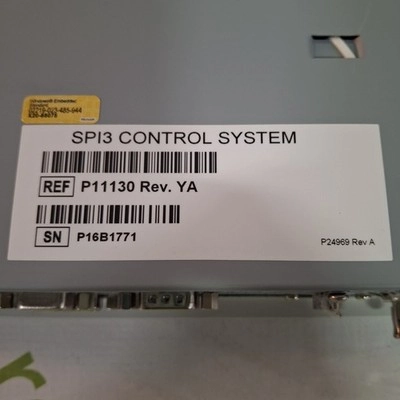 SPI3 CONTROL SYSTEM
REF P11130 Rev. YA
SN P16B1771
P24969 Rev A